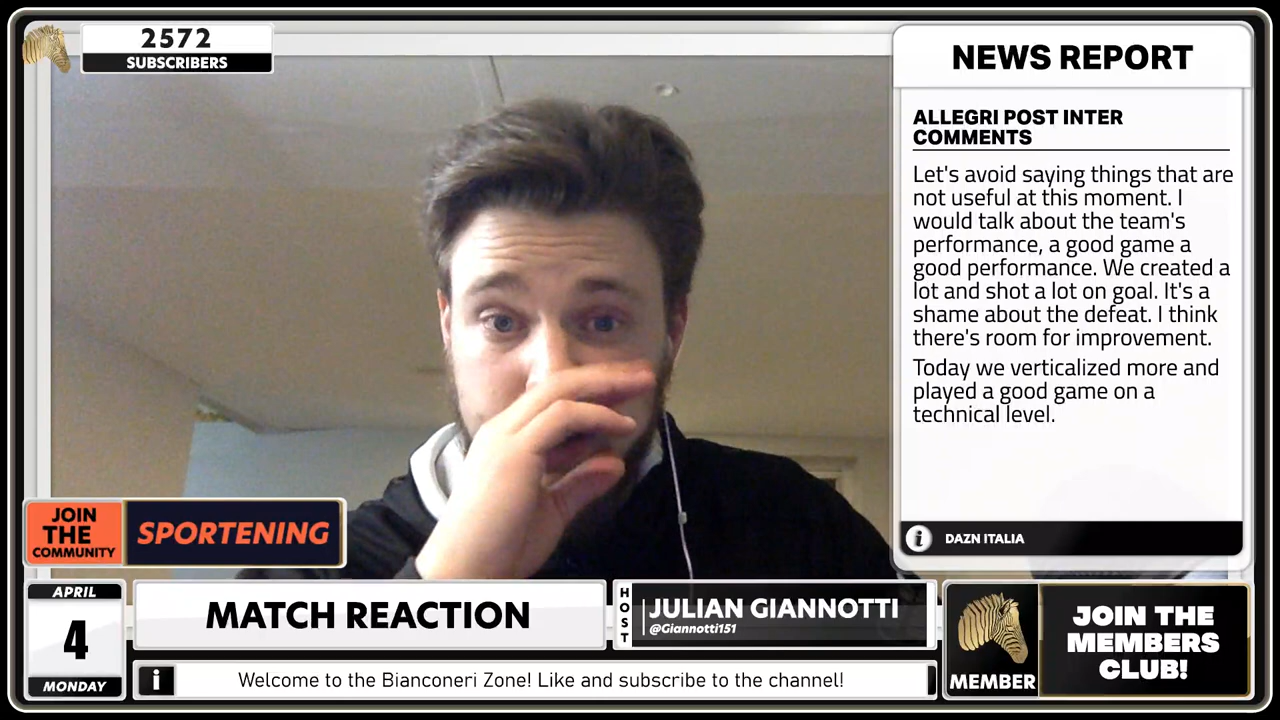 2572
SUBSCRIBERS
NEWS REPORT
ALLEGRI POST INTER
COMMENTS
Let's avoid saying things that are
not useful at this moment. I
would talk about the team's
performance, a good game a
good performance. We created a
lot and shot a lot on goal. It's a
shame about the defeat. I think
there's room for improvement.
Today we verticalized more and
played a good game on a
technical level.
DAZN ITALIA
JOIN
THE
COMMUNITY
SPORTENING
APRIL
4
MONDAY
MATCH REACTION
HOST
JULIAN GIANNOTTI
@Giannotti151
Welcome to the Bianconeri Zone! Like and subscribe to the channel!
MEMBER
JOIN THE
MEMBERS
CLUB!